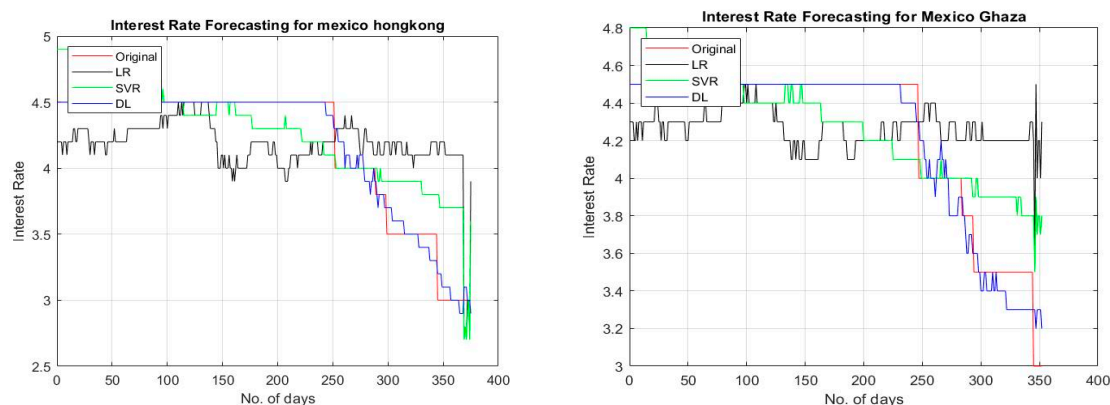 Interest Rate Forecasting for mexico hongkong
5
4.5
4
3.5
3
2.5
Interest Rate
Original
LR
SVR
DL
0 50 100 150 200 250 300 350 400
No. of days
Interest Rate Forecasting for Mexico Ghaza
4.8
4.6
4.4
4.2
4
3.8
3.6
3.4
3.2
3
Interest Rate
Original
LR
SVR
DL
0 50 100 150 200 250 300 350 400
No. of days